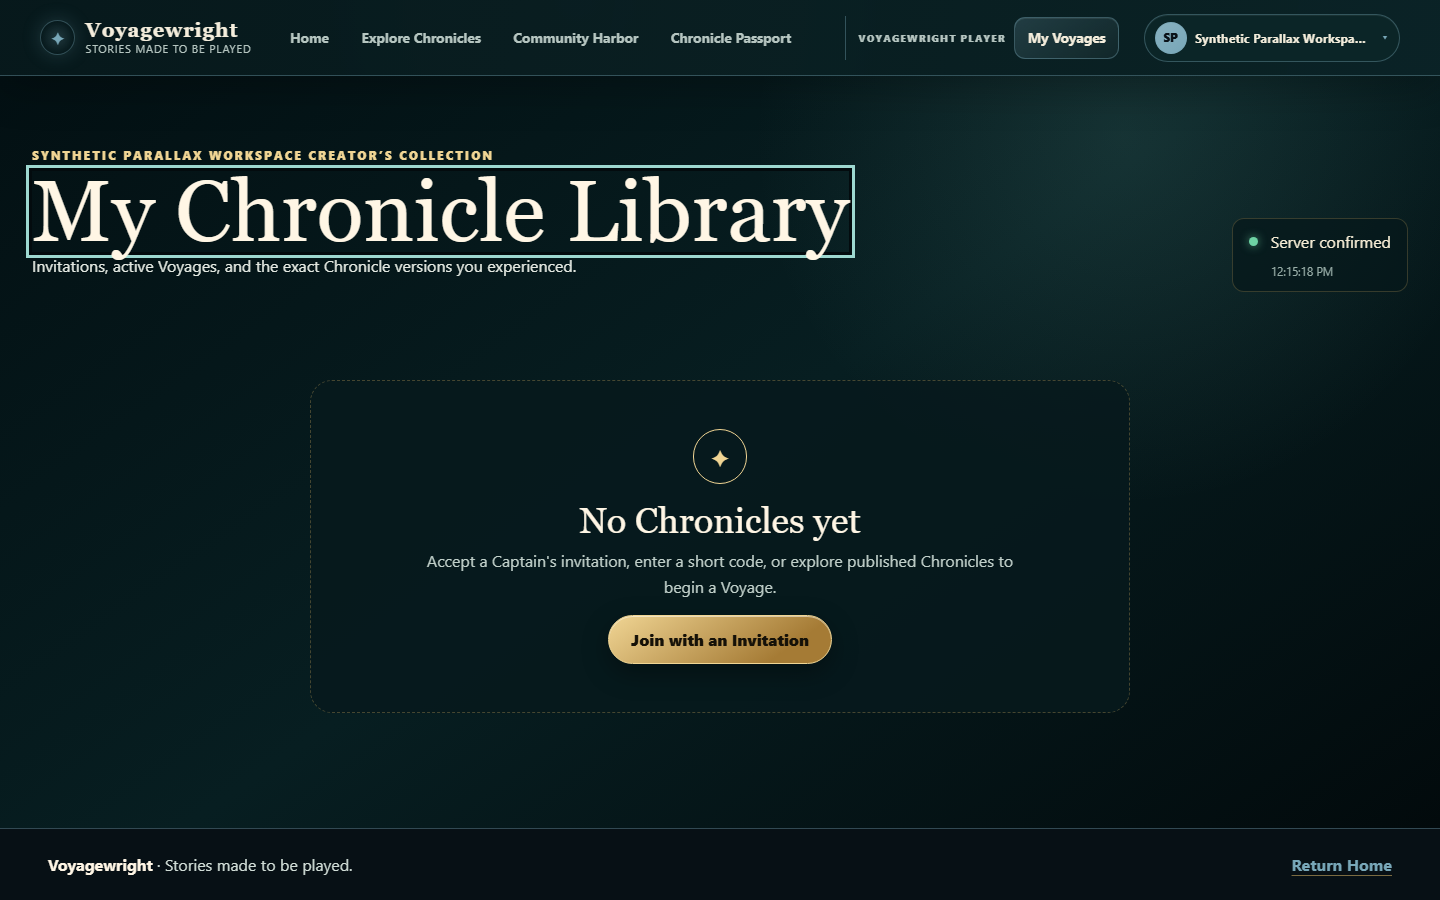 Voyagewright
STORIES MADE TO BE PLAYED
Home
Explore Chronicles
Community Harbor
Chronicle Passport
VOYAGEWRIGHT PLAYER
My Voyages
SP
Synthetic Parallax Workspa...
SYNTHETIC PARALLAX WORKSPACE CREATOR'S COLLECTION
My Chronicle Library
Invitations, active Voyages, and the exact Chronicle versions you experienced.
Server confirmed
12:15:18 PM
No Chronicles yet
Accept a Captain's invitation, enter a short code, or explore published Chronicles to
begin a Voyage.
Join with an Invitation
Voyagewright · Stories made to be played.
Return Home